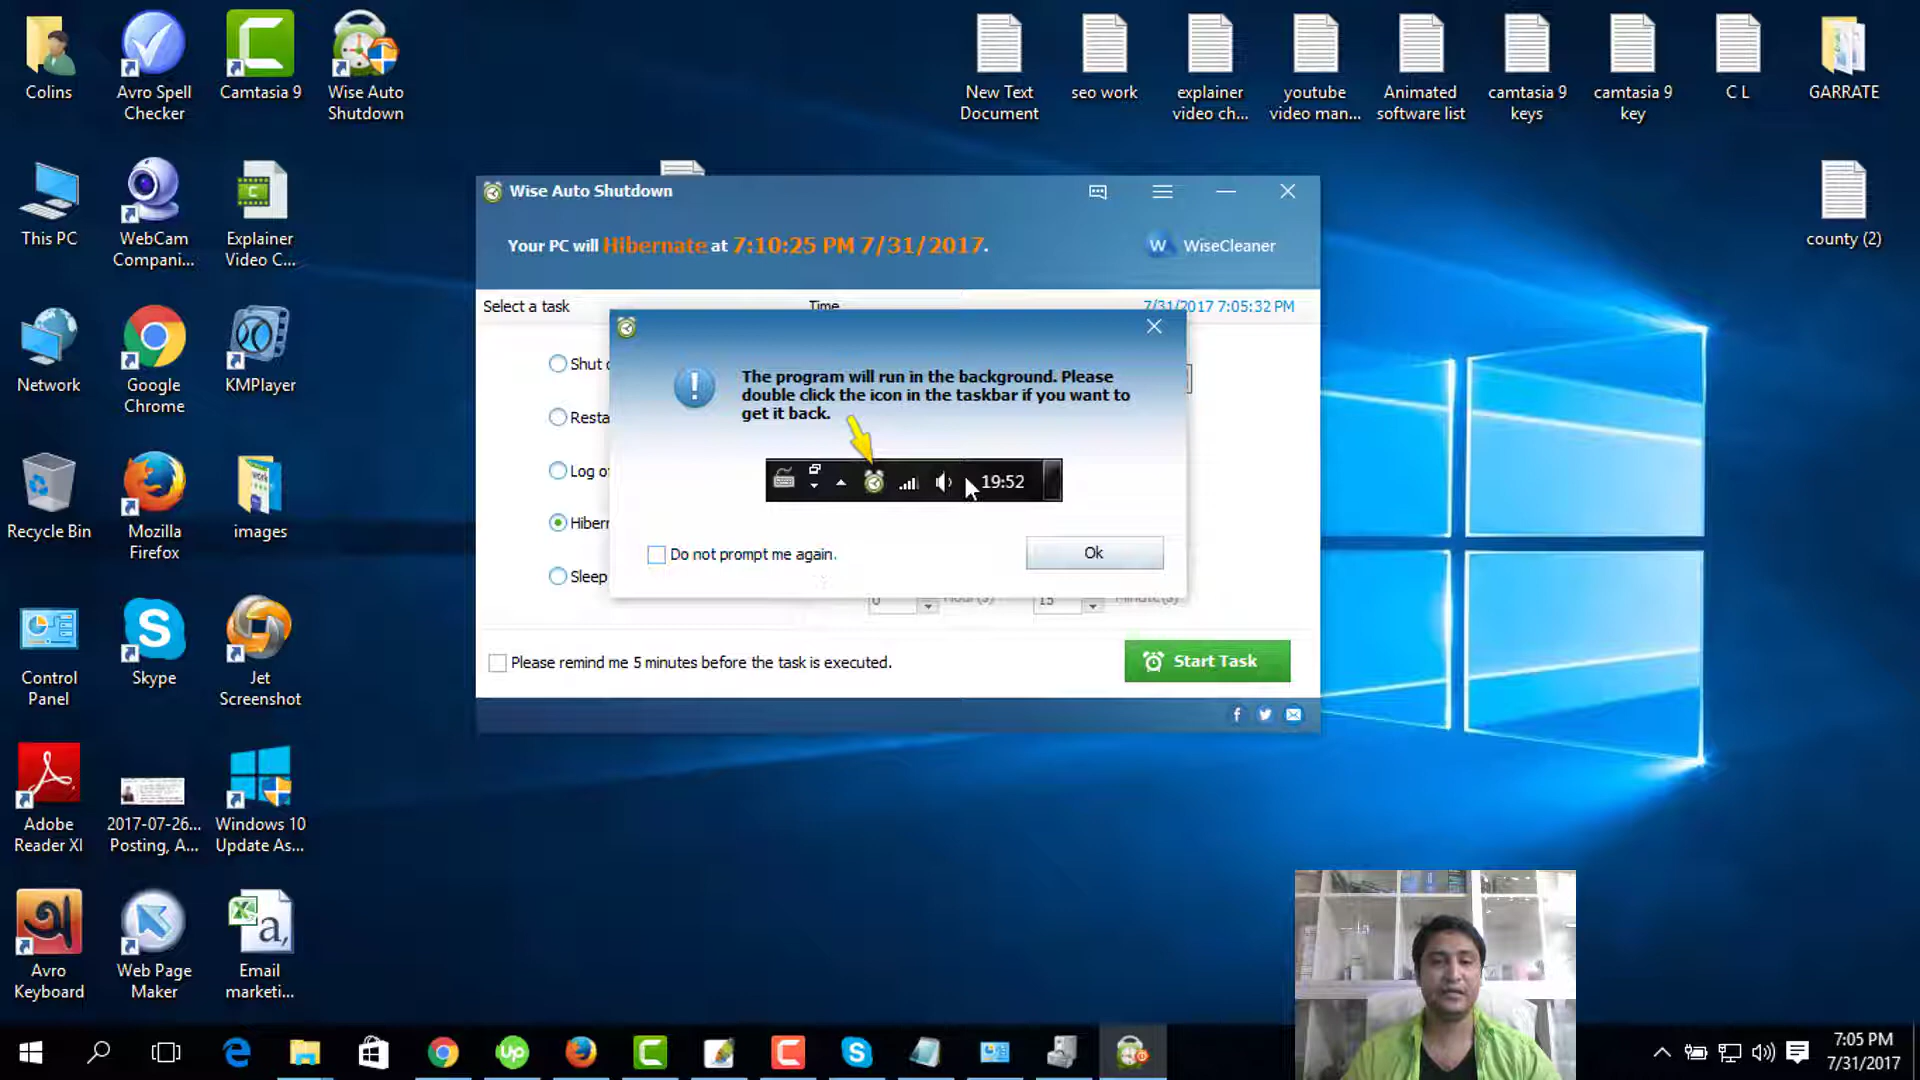 Colins
Avro Spell
Checker
Camtasia 9
Wise Auto
Shutdown
New Text
Document
seo work
explainer
video ch...
youtube
video man...
Animated
software list
camtasia 9
keys
camtasia 9
key
C L
GARRATE
This PC
WebCam
Compani...
Explainer
Video C...
county (2)
Network
Google
Chrome
KMPlayer
Recycle Bin
Mozilla
Firefox
images
Control
Panel
Skype
Jet
Screenshot
Adobe
Reader XI
2017-07-26...
Posting, A...
Windows 10
Update As...
Avro
Keyboard
Web Page
Maker
Email
marketi...
Wise Auto Shutdown
Your PC will Hibernate at 7:10:25 PM 7/31/2017.
W WiseCleaner
Select a task
Time
7/31/2017 7:05:32 PM
Shut
Resta
Log o
Hiber
Sleep
The program will run in the background. Please
double click the icon in the taskbar if you want to
get it back.
19:52
Do not prompt me again.
Ok
0 Hour(s) 15 Minute(s)
Please remind me 5 minutes before the task is executed.
Start Task
7:05 PM
7/31/2017